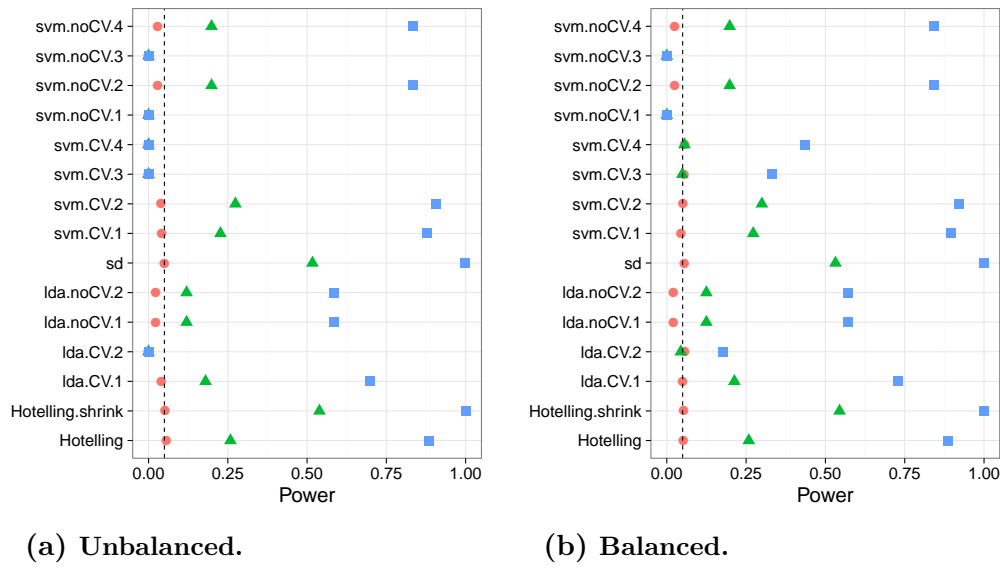 svm.noCV.4
svm.noCV.3
svm.noCV.2
svm.noCV.1
svm.CV.4
svm.CV.3
svm.CV.2
svm.CV.1
sd
lda.noCV.2
lda.noCV.1
lda.CV.2
lda.CV.1
Hotelling.shrink
Hotelling
0.00 0.25 0.50 0.75 1.00
Power
(a) Unbalanced.
svm.noCV.4
svm.noCV.3
svm.noCV.2
svm.noCV.1
svm.CV.4
svm.CV.3
svm.CV.2
svm.CV.1
sd
lda.noCV.2
lda.noCV.1
lda.CV.2
lda.CV.1
Hotelling.shrink
Hotelling
0.00 0.25 0.50 0.75 1.00
Power
(b) Balanced.